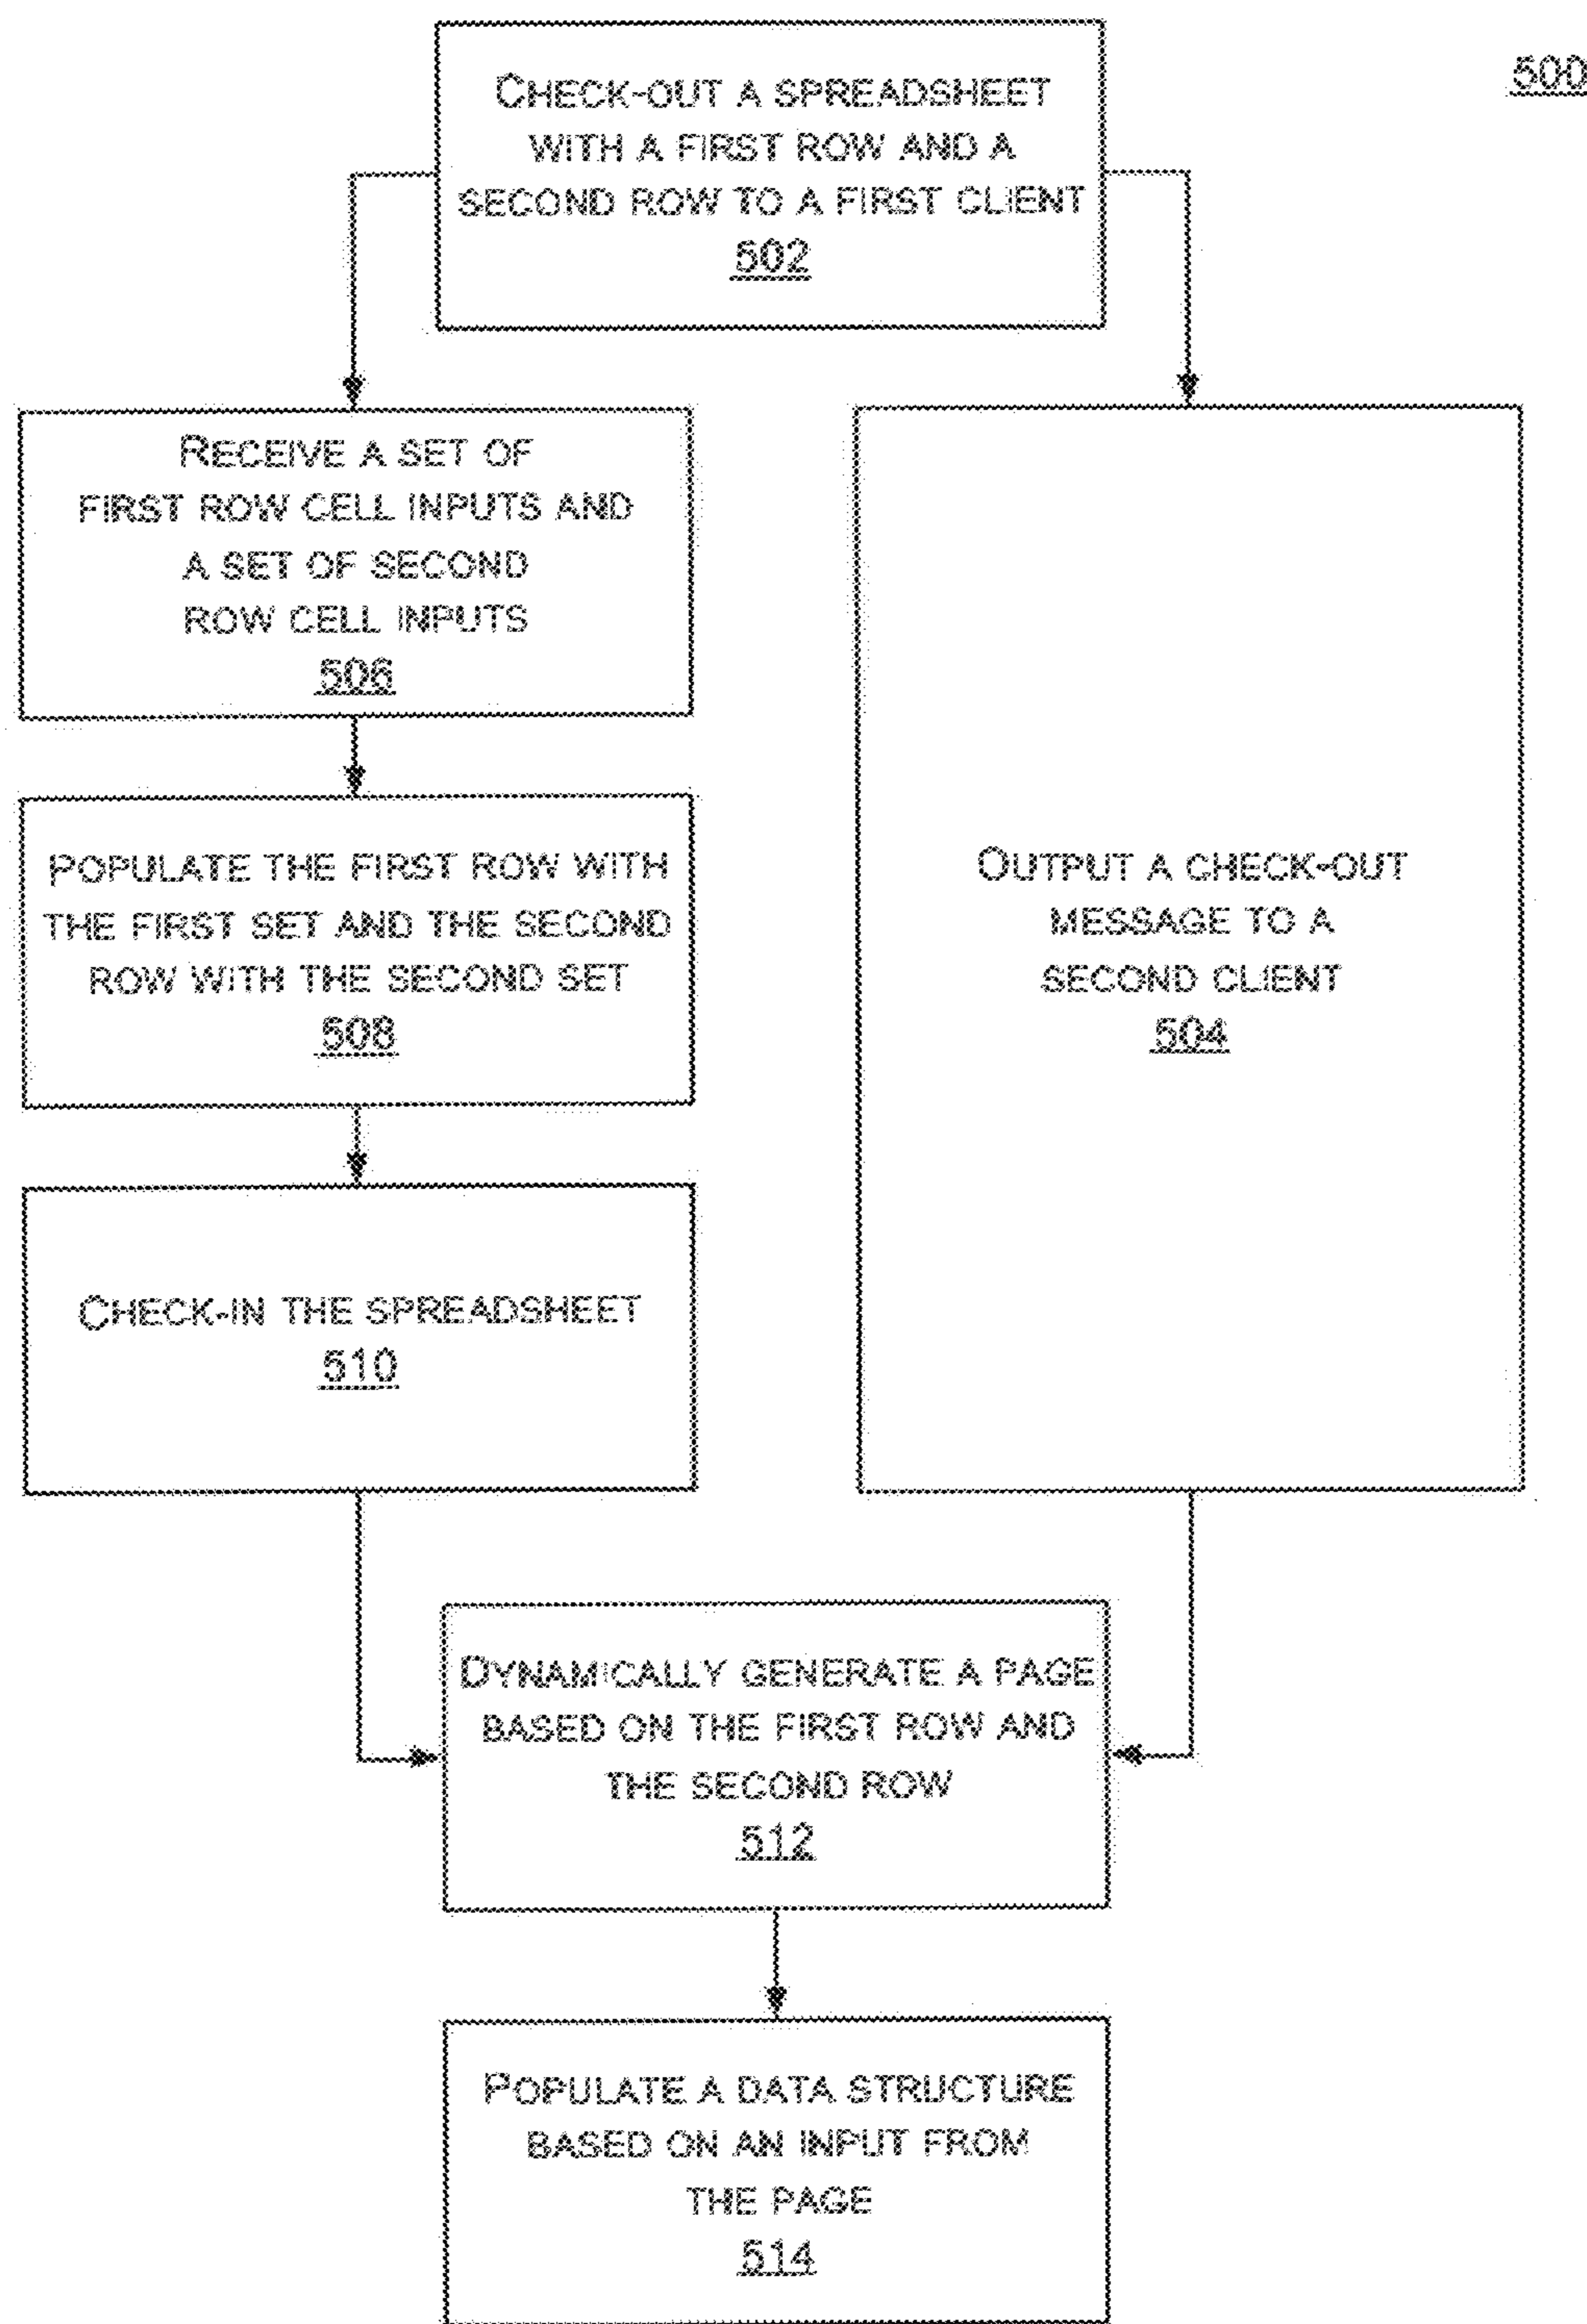 500
CHECK-OUT A SPREADSHEET
WITH A FIRST ROW AND A
SECOND ROW TO A FIRST CLIENT
502
RECEIVE A SET OF
FIRST ROW CELL INPUTS AND
A SET OF SECOND
ROW CELL INPUTS
506
POPULATE THE FIRST ROW WITH
THE FIRST SET AND THE SECOND
ROW WITH THE SECOND SET
508
OUTPUT A CHECK-OUT
MESSAGE TO A
SECOND CLIENT
504
CHECK-IN THE SPREADSHEET
510
DYNAMICALLY GENERATE A PAGE
BASED ON THE FIRST ROW AND
THE SECOND ROW
512
POPULATE A DATA STRUCTURE
BASED ON AN INPUT FROM
THE PAGE
514